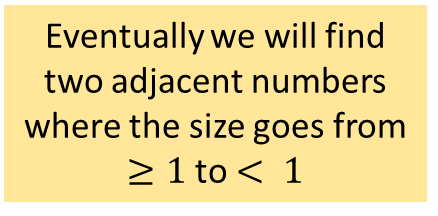 Eventually we will find
two adjacent numbers
where the size goes from
≥ 1 to < 1